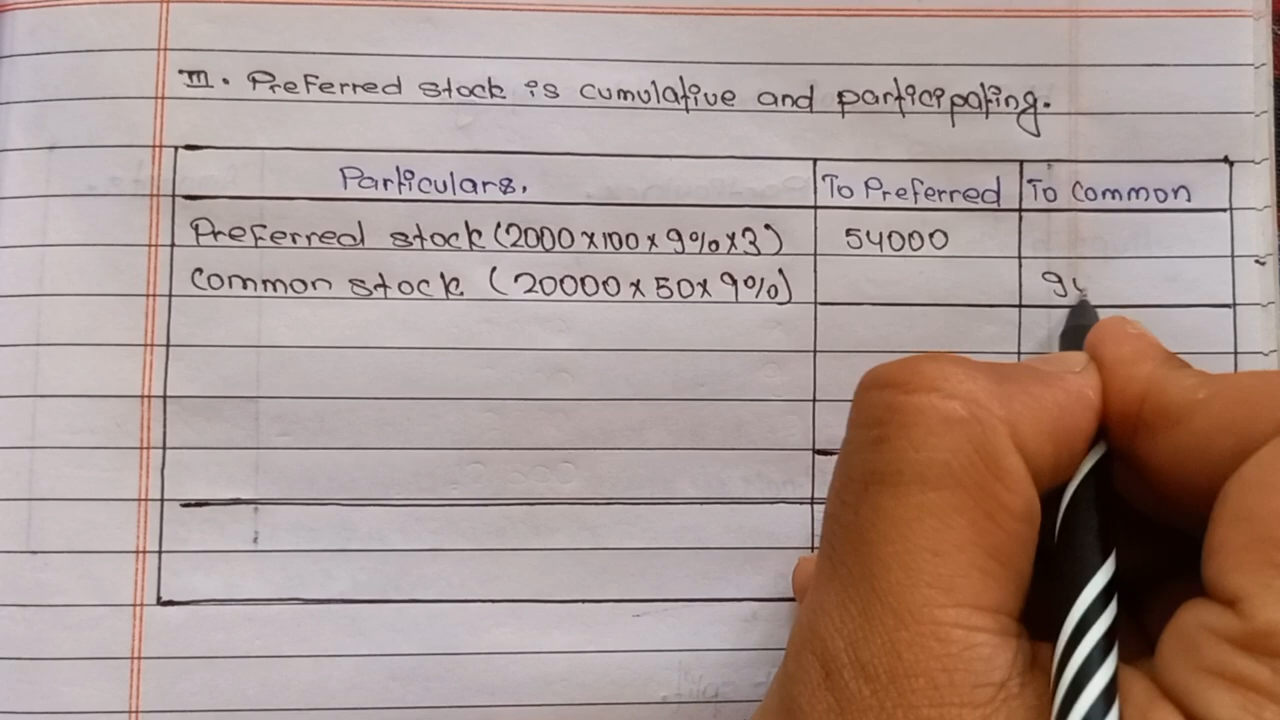 III. Preferred stock is cumulative and participating.
Particulars. To Preferred To Common
Preferred stock (2000×100×9%×3) 54000
Common stock (20000×50×9%) 9